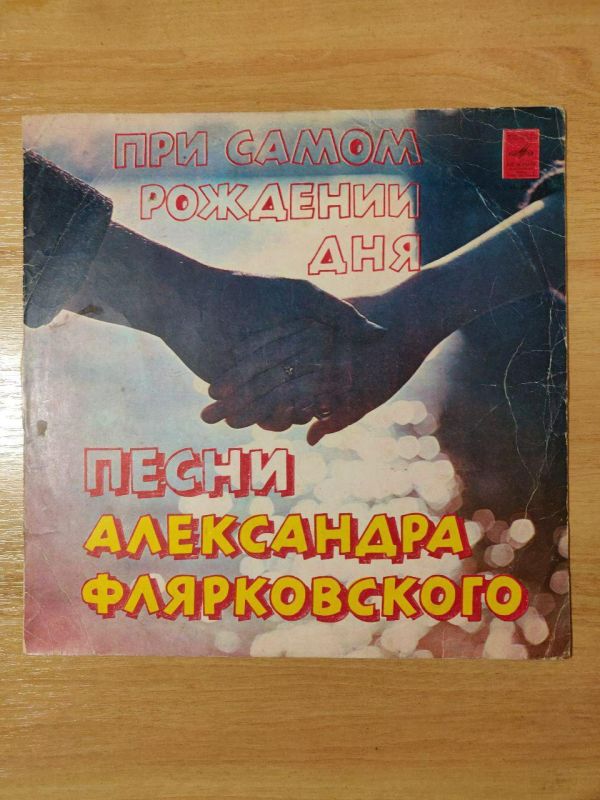 ПРИ САМОМ
РОЖДЕНИИ
ДНЯ
ПЕСНИ
АЛЕКСАНДРА
ФЛЯРКОВСКОГО